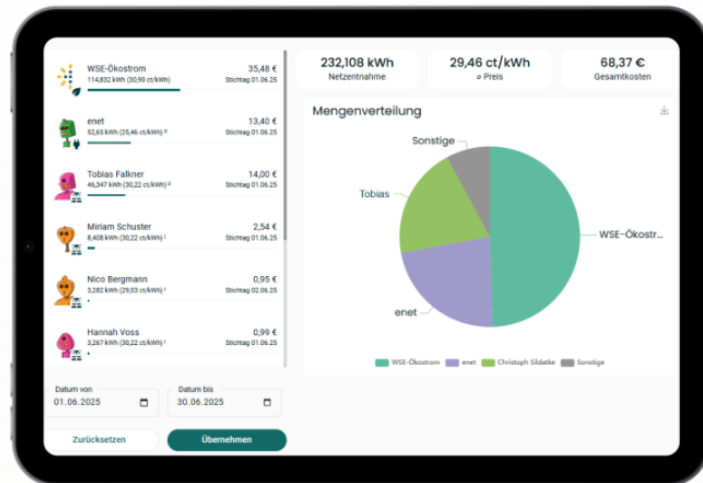 WSE-Ökostrom 35,48 €
114,832 kWh (30,90 ct/kWh) Stichtag 01.06.25
enet 13,40 €
52,65 kWh (25,46 ct/kWh) Stichtag 01.06.25
Tobias Falkner 14,00 €
46,347 kWh (30,22 ct/kWh) Stichtag 01.06.25
Miriam Schuster 2,54 €
8,408 kWh (30,22 ct/kWh) Stichtag 01.06.25
Nico Bergmann 0,95 €
3,282 kWh (29,03 ct/kWh) Stichtag 02.06.25
Hannah Voss 0,99 €
3,267 kWh (30,22 ct/kWh) Stichtag 01.06.25
Datum von
01.06.2025
Datum bis
30.06.2025
Zurücksetzen
Übernehmen
232,108 kWh
Netzentnahme
29,46 ct/kWh
⌀ Preis
68,37 €
Gesamtkosten
Mengenverteilung
Sonstige
Tobias
WSE-Ökostr...
enet
WSE-Ökostrom enet Christoph Sildatke Sonstige